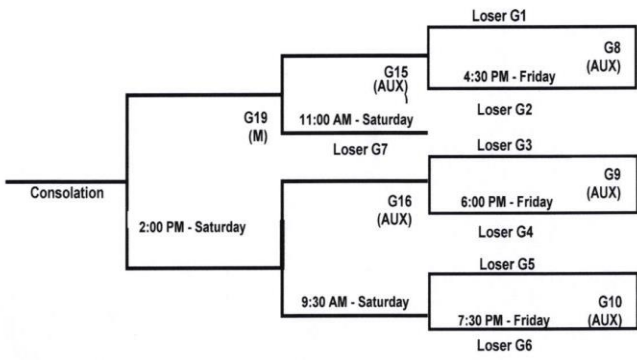 Loser G1
G8
(AUX)
4:30 PM - Friday
Loser G2
G15
(AUX)
11:00 AM - Saturday
Loser G7
G19
(M)
Loser G3
G9
(AUX)
6:00 PM - Friday
Loser G4
Consolation
2:00 PM - Saturday
G16
(AUX)
Loser G5
9:30 AM - Saturday
G10
(AUX)
7:30 PM - Friday
Loser G6